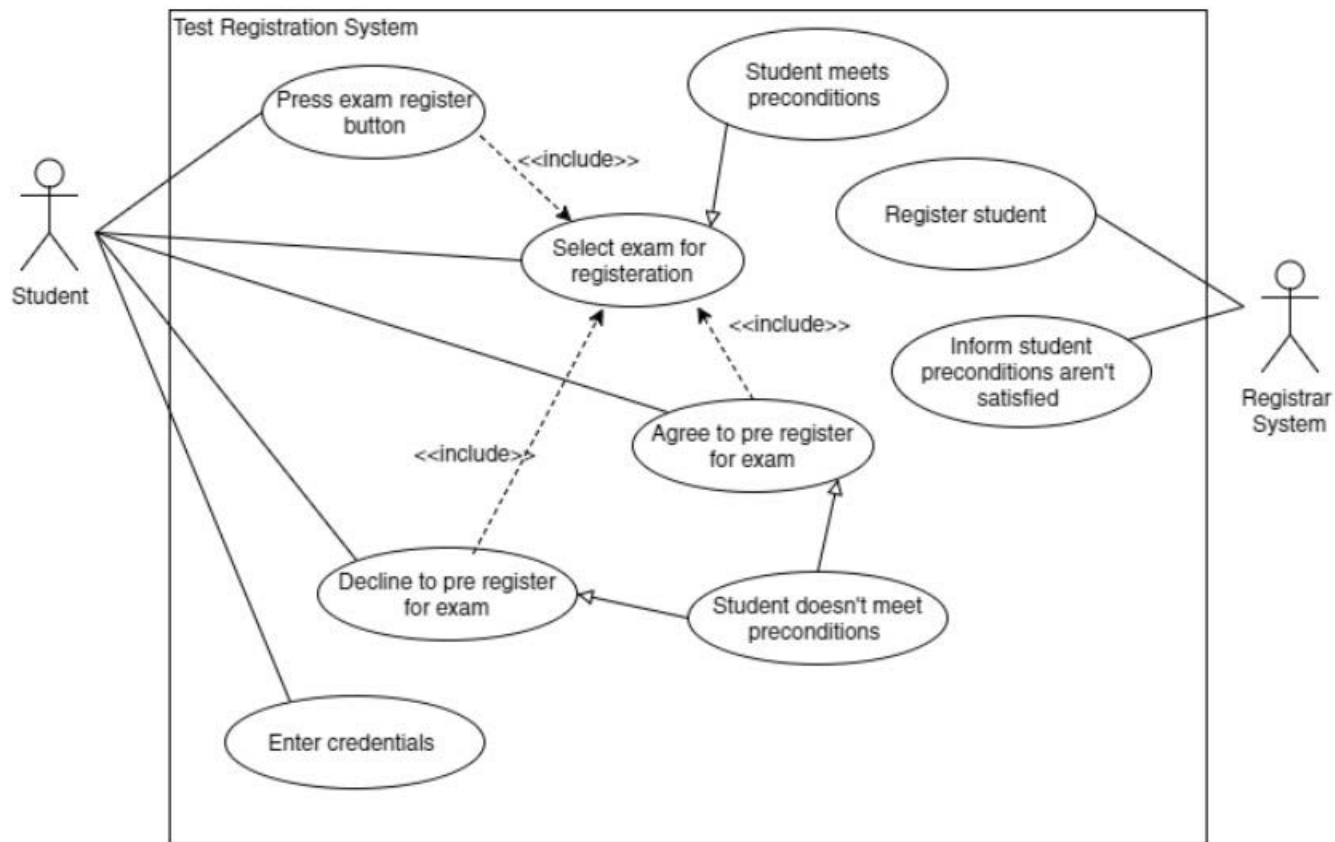 Test Registration System
Student meets
preconditions
Press exam register
button
<<include>>
Register student
Select exam for
registeration
Student
<<include>>
Inform student
preconditions aren't
satisfied
Registrar
System
Agree to pre register
for exam
<<include>>
Decline to pre register
for exam
Student doesn't meet
preconditions
Enter credentials